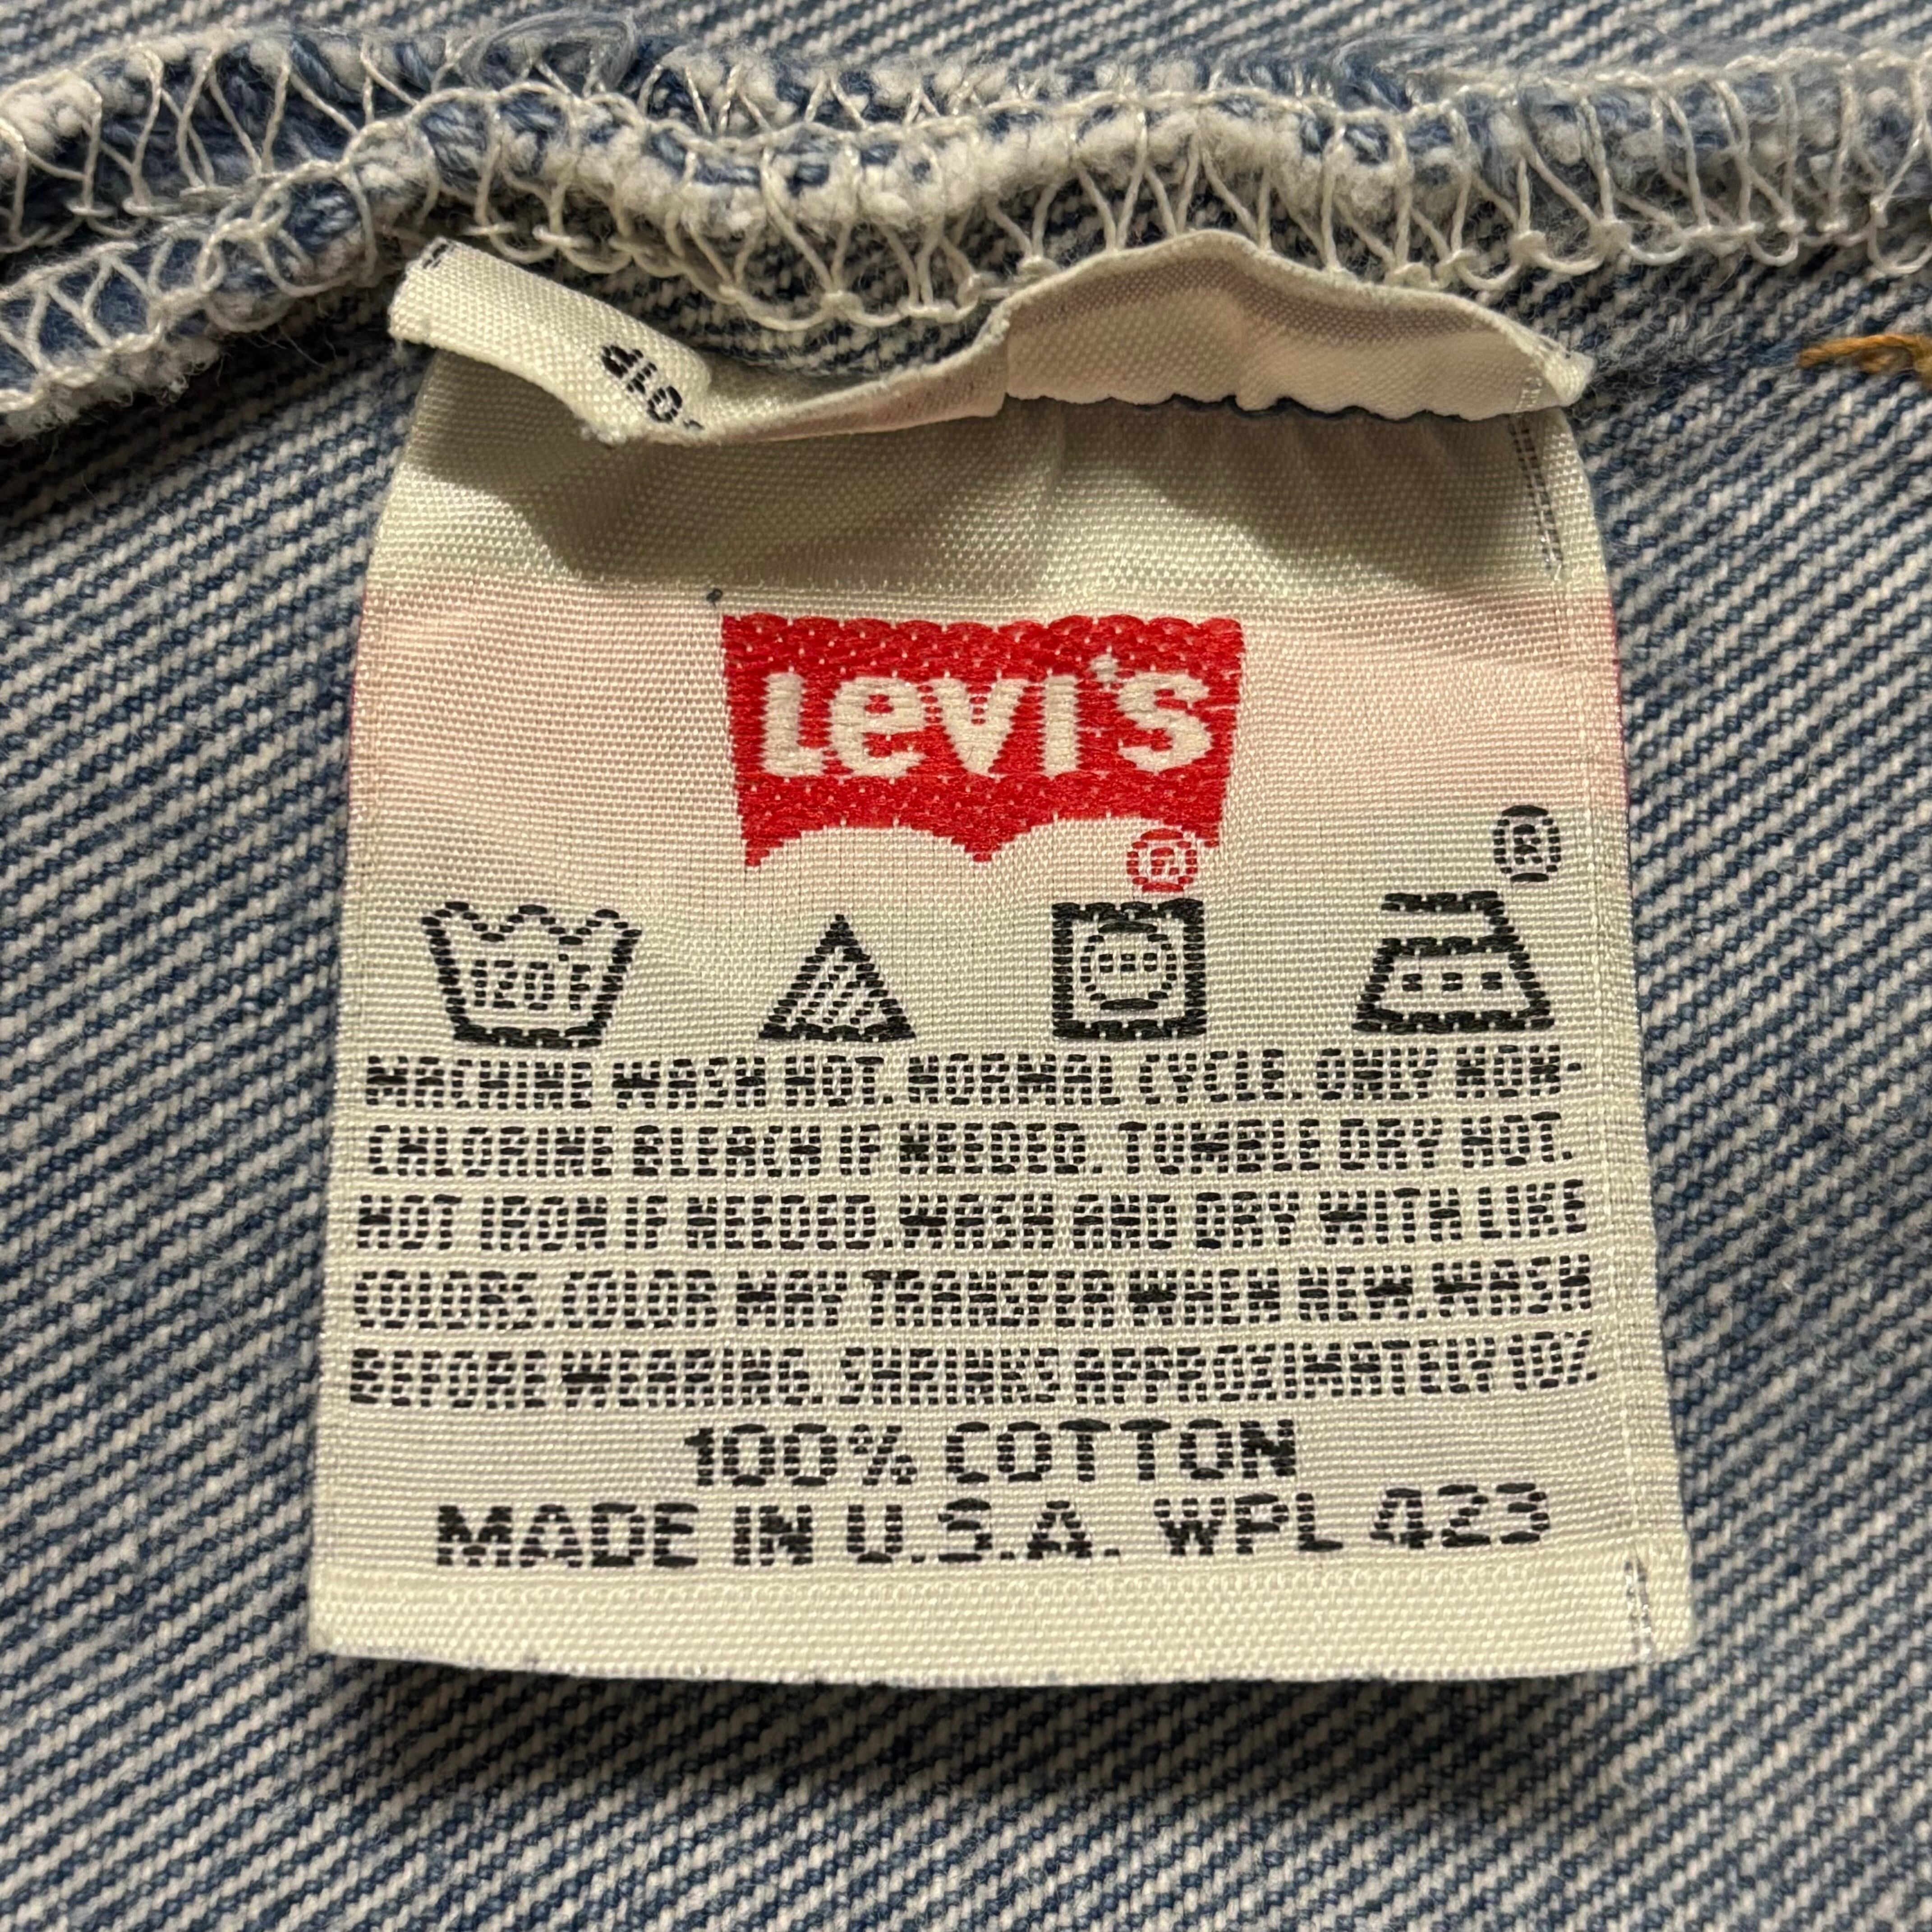 Levi's
®
®
120°F
MACHINE WASH HOT. NORMAL CYCLE. ONLY NON-
CHLORINE BLEACH IF NEEDED. TUMBLE DRY HOT.
HOT IRON IF NEEDED. WASH AND DRY WITH LIKE
COLORS. COLOR MAY TRANSFER WHEN NEW. WASH
BEFORE WEARING. SHRINKS APPROXIMATELY 10%
100% COTTON
MADE IN U.S.A. WPL 423